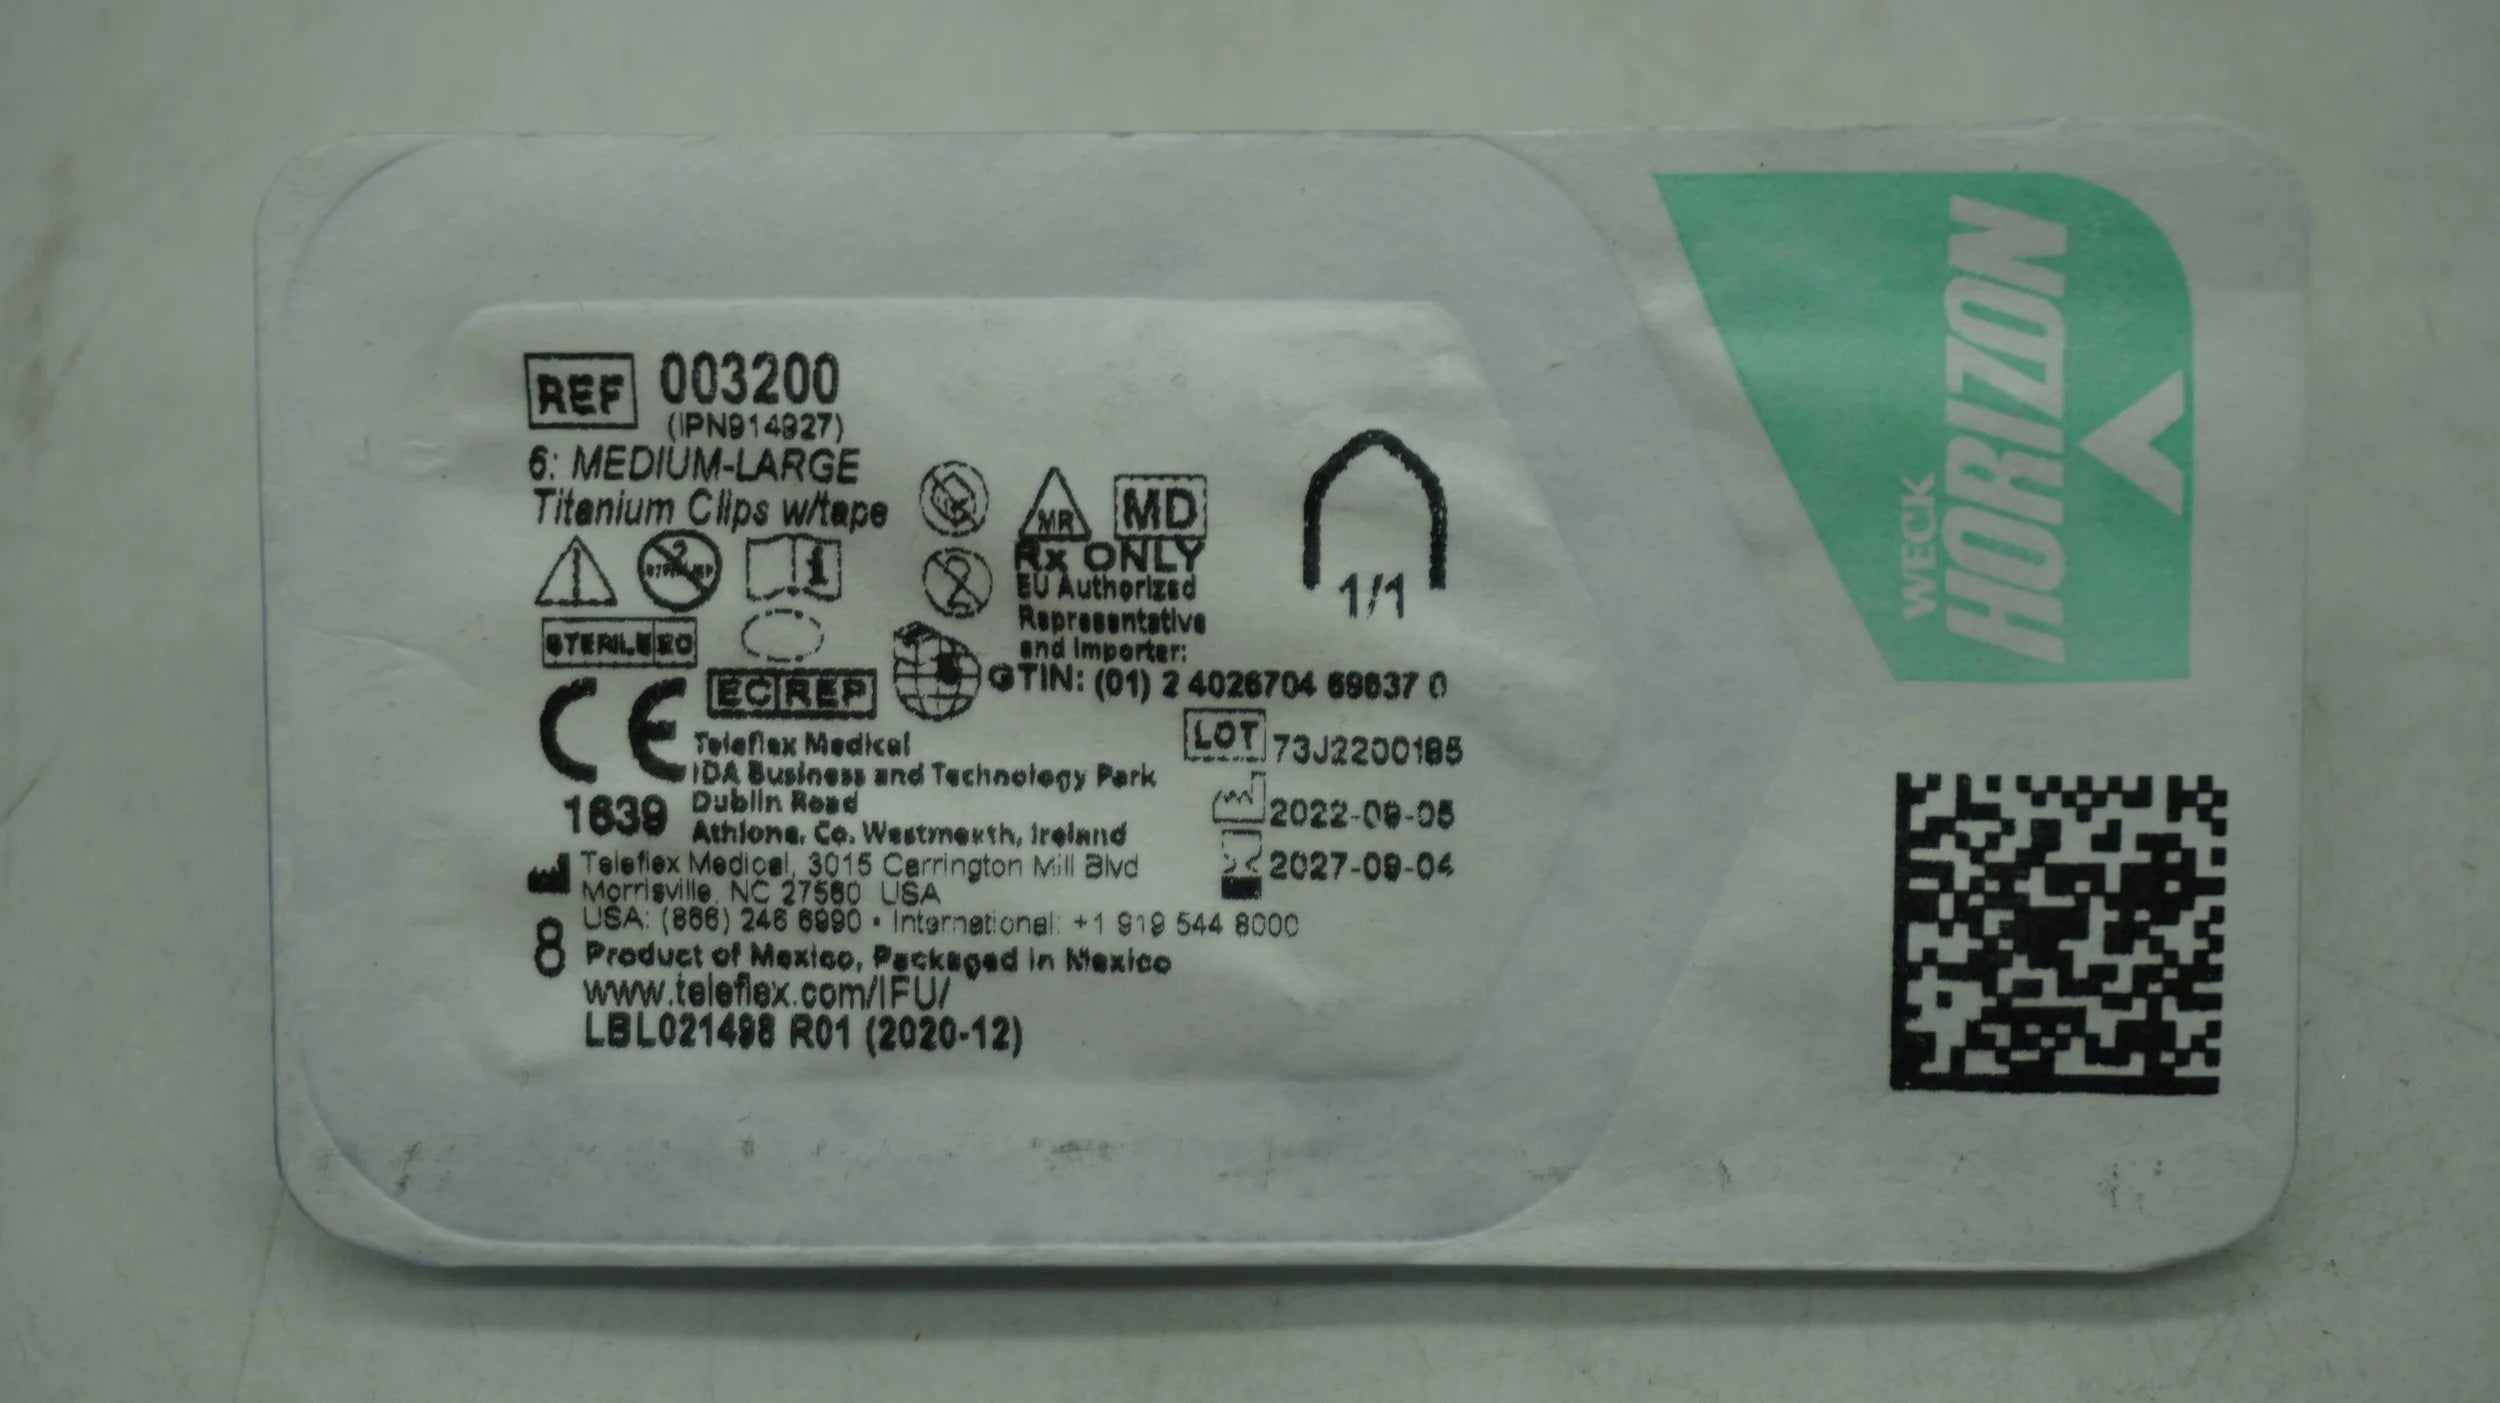 REF 003200
(IPN914927)
6: MEDIUM-LARGE
Titanium Clips w/tape
MR
MD
Rx ONLY
EU Authorized
Representative
and Importer:
1/1
STERILE EO
EC REP
GTIN: (01) 2 4026704 69637 0
CE
1639
Teleflex Medical
IDA Business and Technology Park
Dublin Road
Athlone, Co. Westmeath, Ireland
LOT 73J2200185
2022-09-05
2027-09-04
Teleflex Medical, 3015 Carrington Mill Blvd
Morrisville, NC 27560 USA
USA: (866) 246 6990 • International: +1 919 544 8000
8
Product of Mexico, Packaged in Mexico
www.teleflex.com/IFU/
LBL021498 R01 (2020-12)
WECK
HORIZON